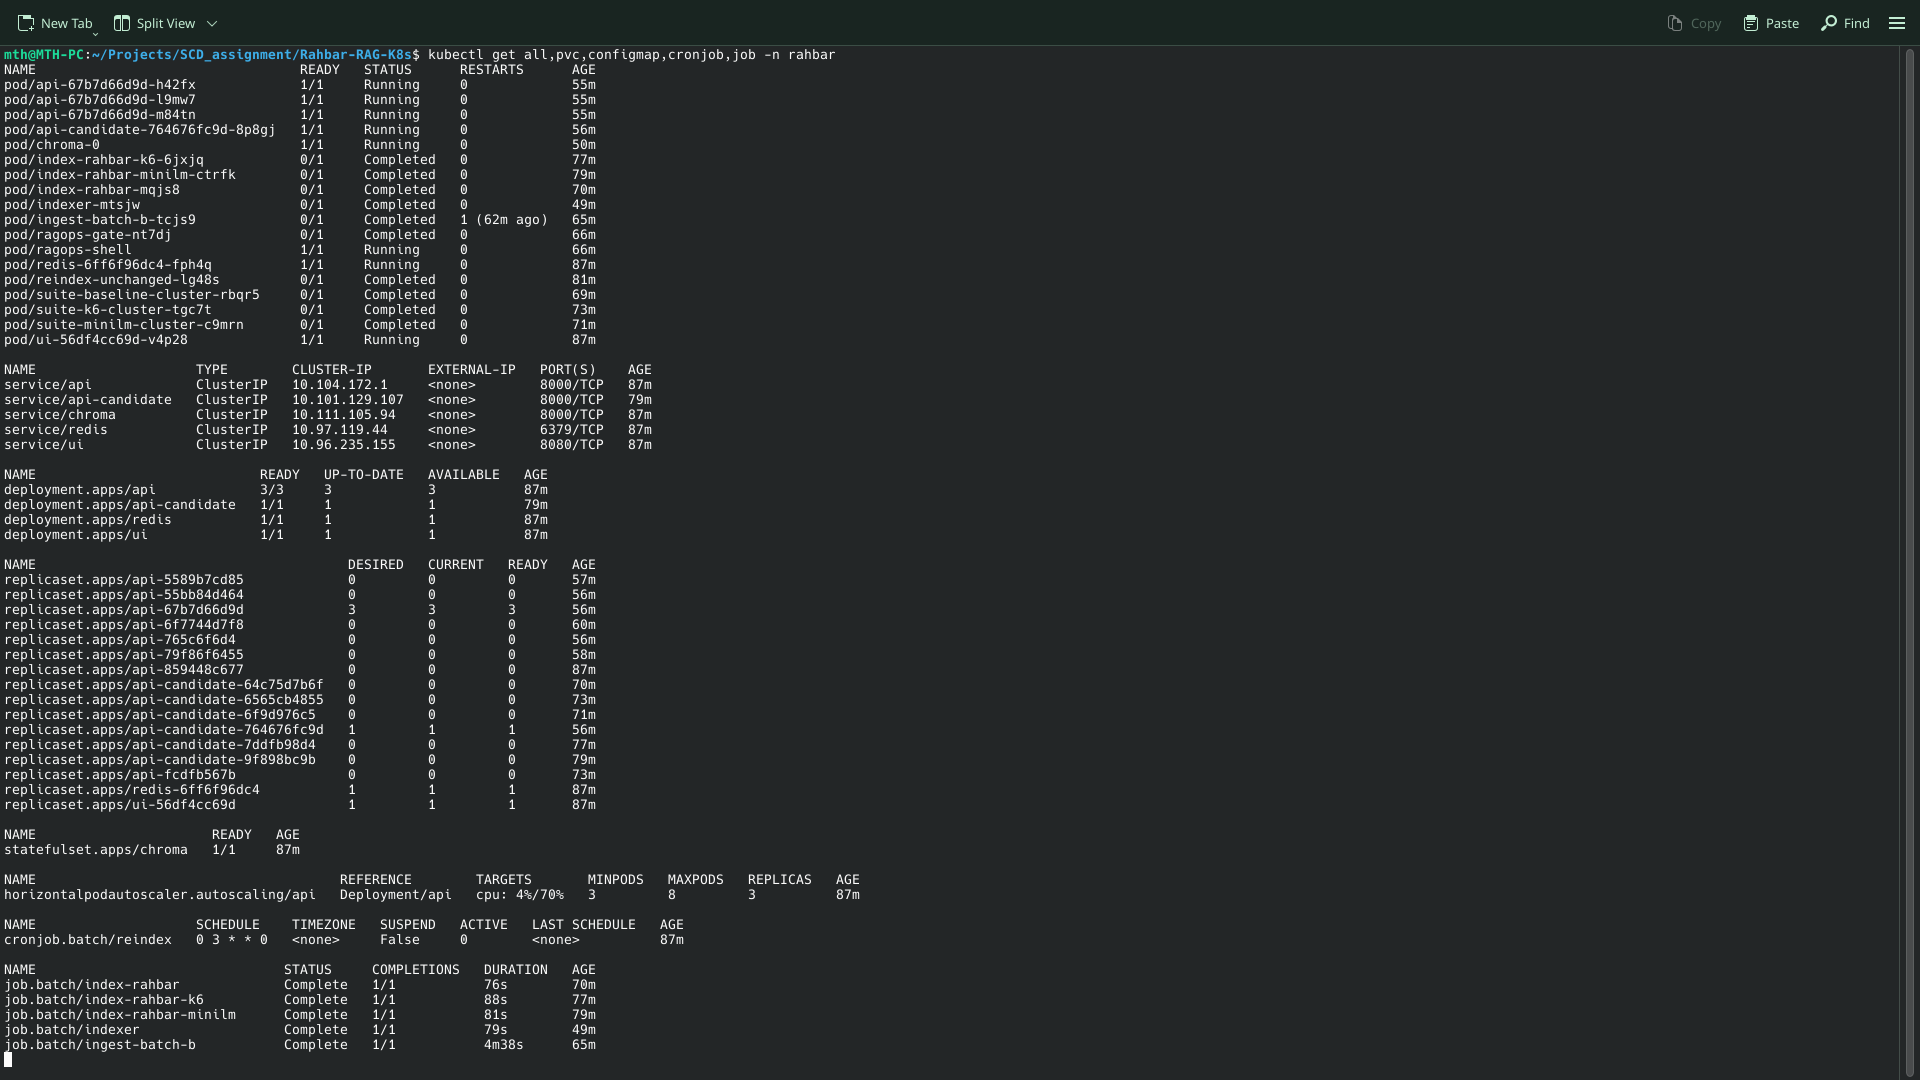 New Tab Split View Copy Paste Find
mth@MTH-PC:~/Projects/SCD_assignment/Rahbar-RAG-K8s$ kubectl get all,pvc,configmap,cronjob,job -n rahbar
NAME READY STATUS RESTARTS AGE
pod/api-67b7d66d9d-h42fx 1/1 Running 0 55m
pod/api-67b7d66d9d-l9mw7 1/1 Running 0 55m
pod/api-67b7d66d9d-m84tn 1/1 Running 0 55m
pod/api-candidate-764676fc9d-8p8gj 1/1 Running 0 56m
pod/chroma-0 1/1 Running 0 50m
pod/index-rahbar-k6-6jxjq 0/1 Completed 0 77m
pod/index-rahbar-minilm-ctrfk 0/1 Completed 0 79m
pod/index-rahbar-mqjs8 0/1 Completed 0 70m
pod/indexer-mtsjw 0/1 Completed 0 49m
pod/ingest-batch-b-tcjs9 0/1 Completed 1 (62m ago) 65m
pod/ragops-gate-nt7dj 0/1 Completed 0 66m
pod/ragops-shell 1/1 Running 0 66m
pod/redis-6ff6f96dc4-fph4q 1/1 Running 0 87m
pod/reindex-unchanged-lg48s 0/1 Completed 0 81m
pod/suite-baseline-cluster-rbqr5 0/1 Completed 0 69m
pod/suite-k6-cluster-tgc7t 0/1 Completed 0 73m
pod/suite-minilm-cluster-c9mrn 0/1 Completed 0 71m
pod/ui-56df4cc69d-v4p28 1/1 Running 0 87m
NAME TYPE CLUSTER-IP EXTERNAL-IP PORT(S) AGE
service/api ClusterIP 10.104.172.1 <none> 8000/TCP 87m
service/api-candidate ClusterIP 10.101.129.107 <none> 8000/TCP 79m
service/chroma ClusterIP 10.111.105.94 <none> 8000/TCP 87m
service/redis ClusterIP 10.97.119.44 <none> 6379/TCP 87m
service/ui ClusterIP 10.96.235.155 <none> 8080/TCP 87m
NAME READY UP-TO-DATE AVAILABLE AGE
deployment.apps/api 3/3 3 3 87m
deployment.apps/api-candidate 1/1 1 1 79m
deployment.apps/redis 1/1 1 1 87m
deployment.apps/ui 1/1 1 1 87m
NAME DESIRED CURRENT READY AGE
replicaset.apps/api-5589b7cd85 0 0 0 57m
replicaset.apps/api-55bb84d464 0 0 0 56m
replicaset.apps/api-67b7d66d9d 3 3 3 56m
replicaset.apps/api-6f7744d7f8 0 0 0 60m
replicaset.apps/api-765c6f6d4 0 0 0 56m
replicaset.apps/api-79f86f6455 0 0 0 58m
replicaset.apps/api-859448c677 0 0 0 87m
replicaset.apps/api-candidate-64c75d7b6f 0 0 0 70m
replicaset.apps/api-candidate-6565cb4855 0 0 0 73m
replicaset.apps/api-candidate-6f9d976c5 0 0 0 71m
replicaset.apps/api-candidate-764676fc9d 1 1 1 56m
replicaset.apps/api-candidate-7ddfb98d4 0 0 0 77m
replicaset.apps/api-candidate-9f898bc9b 0 0 0 79m
replicaset.apps/api-fcdfb567b 0 0 0 73m
replicaset.apps/redis-6ff6f96dc4 1 1 1 87m
replicaset.apps/ui-56df4cc69d 1 1 1 87m
NAME READY AGE
statefulset.apps/chroma 1/1 87m
NAME REFERENCE TARGETS MINPODS MAXPODS REPLICAS AGE
horizontalpodautoscaler.autoscaling/api Deployment/api cpu: 4%/70% 3 8 3 87m
NAME SCHEDULE TIMEZONE SUSPEND ACTIVE LAST SCHEDULE AGE
cronjob.batch/reindex 0 3 * * 0 <none> False 0 <none> 87m
NAME STATUS COMPLETIONS DURATION AGE
job.batch/index-rahbar Complete 1/1 76s 70m
job.batch/index-rahbar-k6 Complete 1/1 88s 77m
job.batch/index-rahbar-minilm Complete 1/1 81s 79m
job.batch/indexer Complete 1/1 79s 49m
job.batch/ingest-batch-b Complete 1/1 4m38s 65m